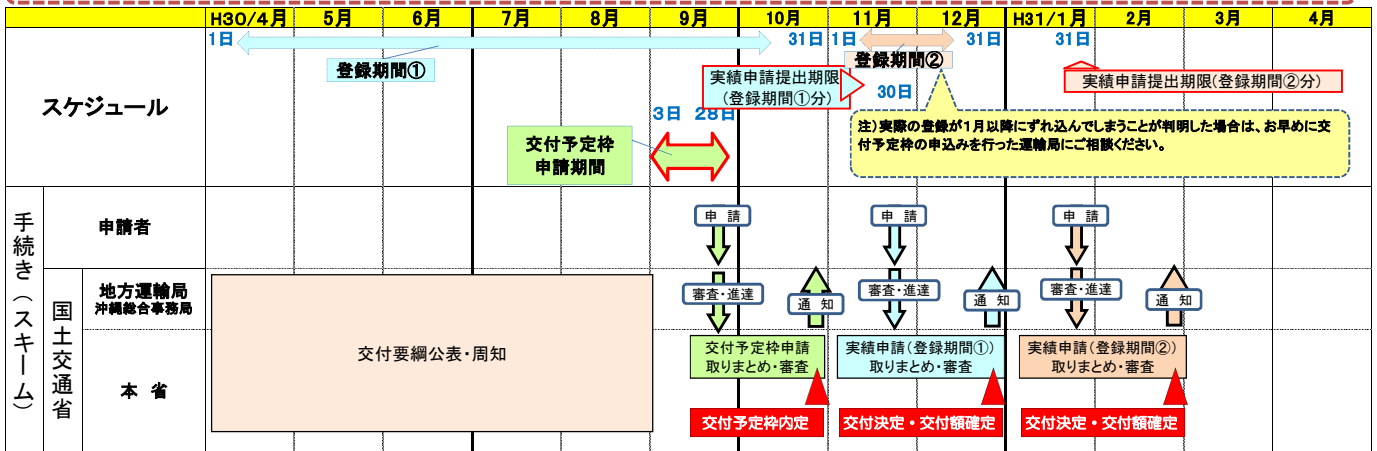 H30/4月 5月 6月 7月 8月 9月 10月 11月 12月 H31/1月 2月 3月 4月
スケジュール
1日 31日 1日 31日 31日
登録期間①
登録期間②
実績申請提出期限
(登録期間①分)
30日
実績申請提出期限(登録期間②分)
3日 28日
交付予定枠
申請期間
注)実際の登録が1月以降にずれ込んでしまうことが判明した場合は、お早めに交
付予定枠の申込みを行った運輸局にご相談ください。
手続き(スキーム)
申請者
申 請 申 請 申 請
国土交通省
地方運輸局
沖縄総合事務局
審査・進達 通 知 審査・進達 通 知 審査・進達 通 知
本 省
交付要綱公表・周知
交付予定枠申請
取りまとめ・審査
実績申請(登録期間①)
取りまとめ・審査
実績申請(登録期間②)
取りまとめ・審査
交付予定枠内定
交付決定・交付額確定
交付決定・交付額確定